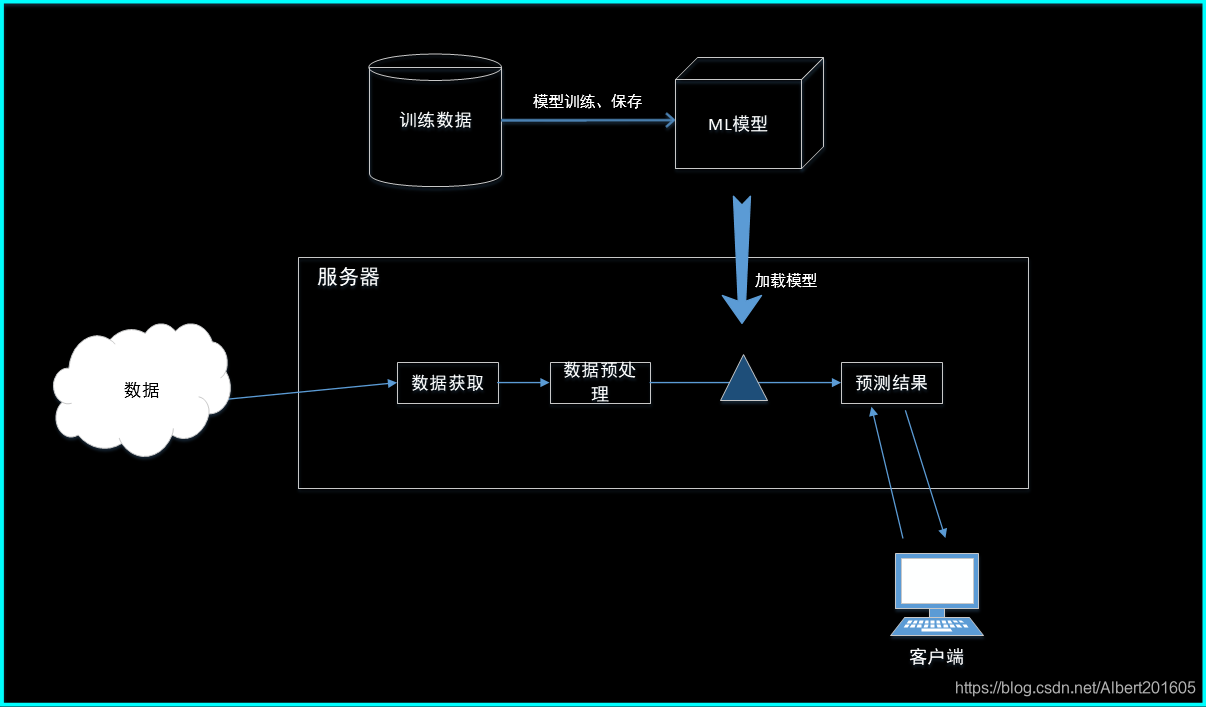 模型训练、保存
训练数据
ML模型
服务器
加载模型
数据
数据获取
数据预处
理
预测结果
客户端
https://blog.csdn.net/Albert201605